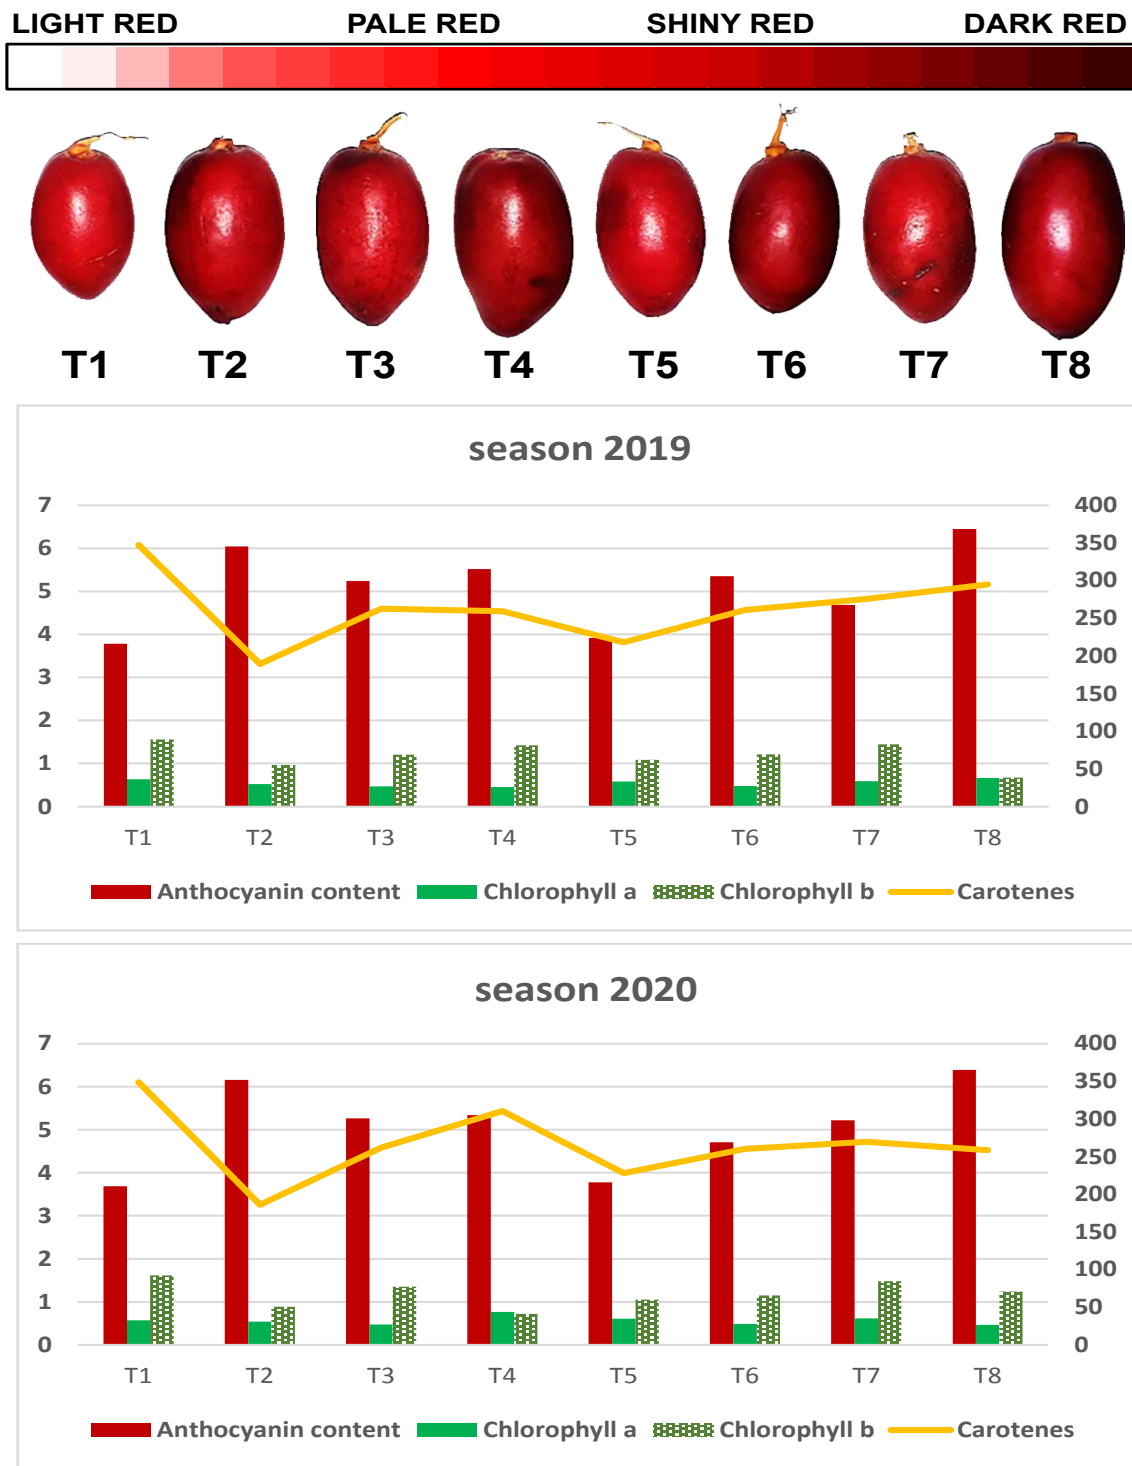 LIGHT RED PALE RED SHINY RED DARK RED
T1 T2 T3 T4 T5 T6 T7 T8
season 2019
7 400
6 350
5 300
4 250
3 200
2 150
1 100
0 50
0
T1 T2 T3 T4 T5 T6 T7 T8
Anthocyanin content Chlorophyll a Chlorophyll b Carotenes
season 2020
7 400
6 350
5 300
4 250
3 200
2 150
1 100
0 50
0
T1 T2 T3 T4 T5 T6 T7 T8
Anthocyanin content Chlorophyll a Chlorophyll b Carotenes